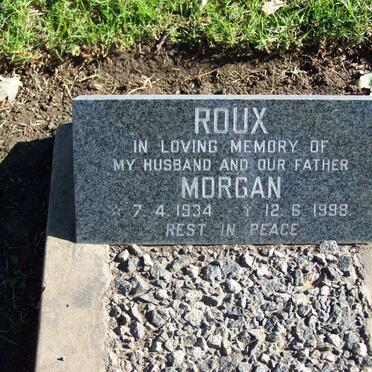 ROUX
IN LOVING MEMORY OF
MY HUSBAND AND OUR FATHER
MORGAN
☆ 7.4.1934 † 12.6.1998
REST IN PEACE